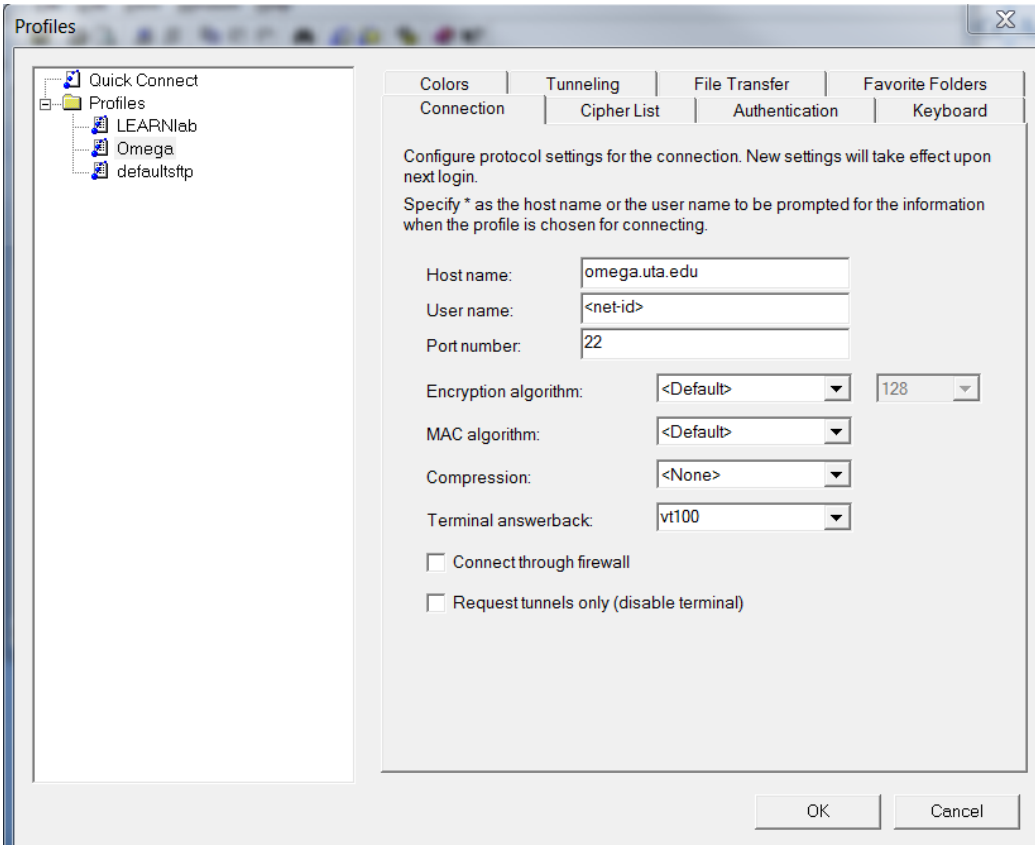 Profiles
Quick Connect
Profiles
LEARNlab
Omega
defaultsftp
Colors Tunneling File Transfer Favorite Folders
Connection Cipher List Authentication Keyboard
Configure protocol settings for the connection. New settings will take effect upon
next login.
Specify * as the host name or the user name to be prompted for the information
when the profile is chosen for connecting.
Host name: omega.uta.edu
User name: <net-id>
Port number: 22
Encryption algorithm: <Default> 128
MAC algorithm: <Default>
Compression: <None>
Terminal answerback: vt100
Connect through firewall
Request tunnels only (disable terminal)
OK Cancel